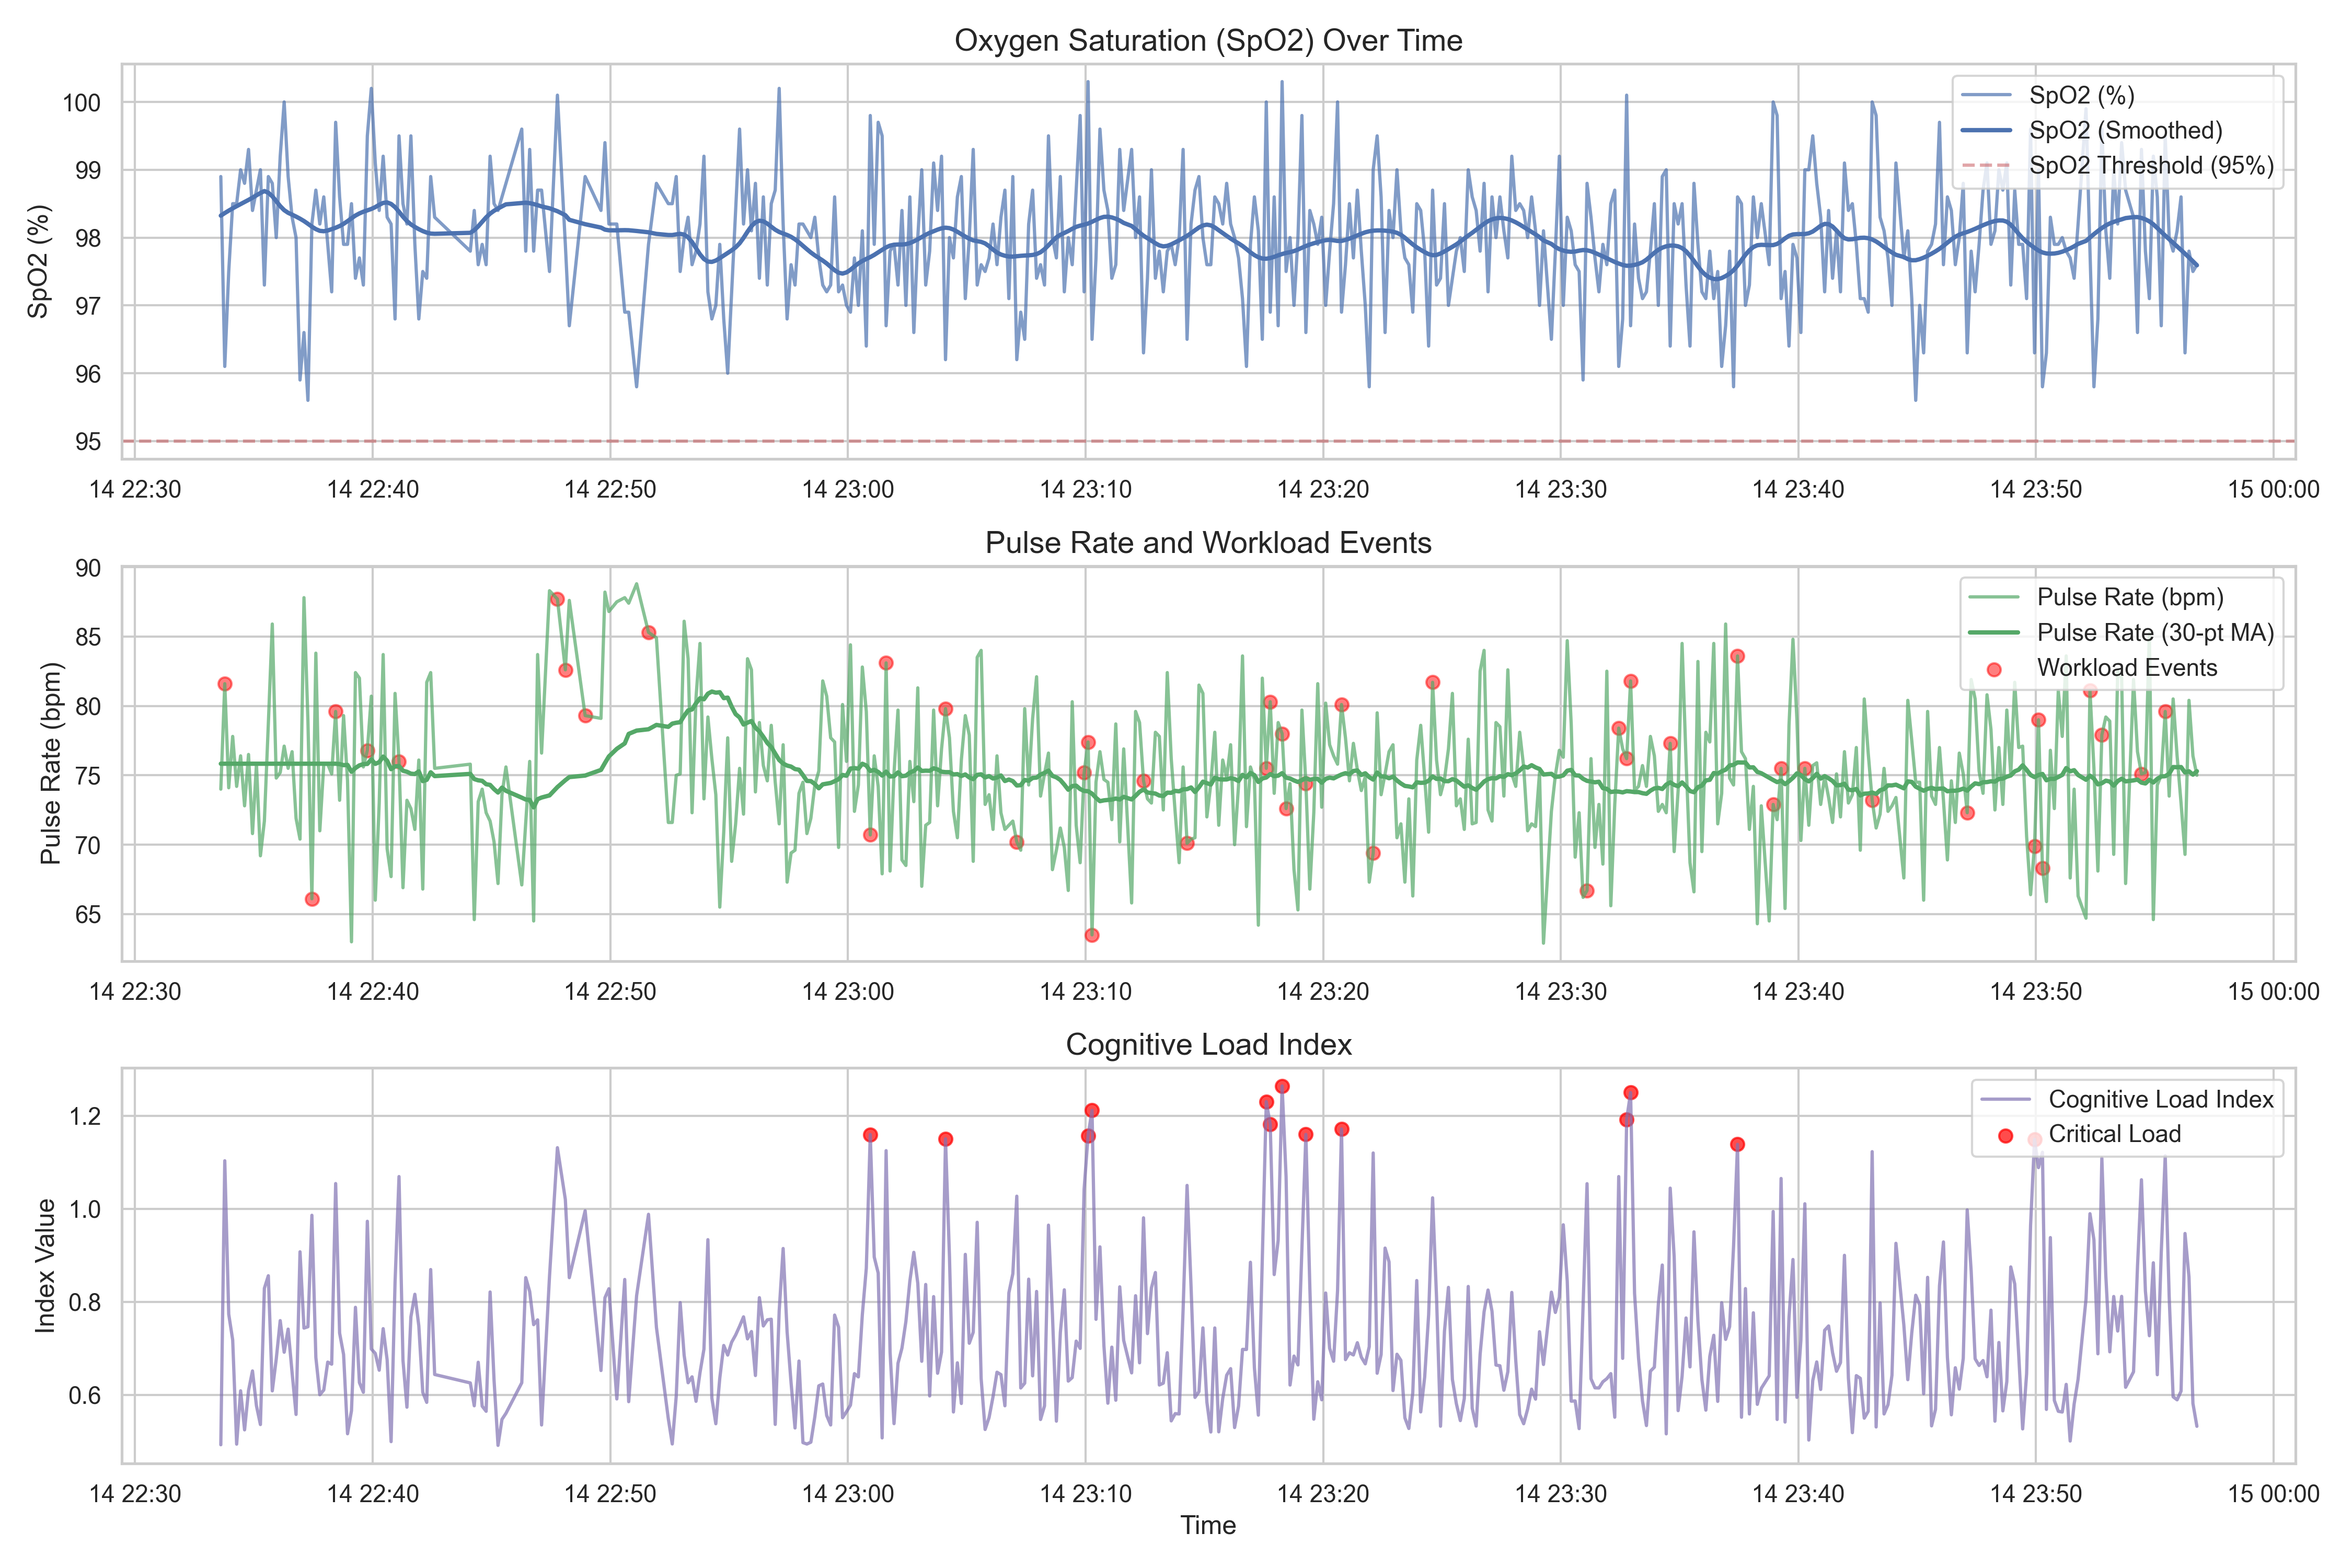 Oxygen Saturation (SpO2) Over Time
SpO2 (%)
100
99
98
97
96
95
SpO2 (%)
SpO2 (Smoothed)
SpO2 Threshold (95%)
14 22:30 14 22:40 14 22:50 14 23:00 14 23:10 14 23:20 14 23:30 14 23:40 14 23:50 15 00:00
Pulse Rate and Workload Events
Pulse Rate (bpm)
90
85
80
75
70
65
Pulse Rate (bpm)
Pulse Rate (30-pt MA)
Workload Events
14 22:30 14 22:40 14 22:50 14 23:00 14 23:10 14 23:20 14 23:30 14 23:40 14 23:50 15 00:00
Cognitive Load Index
Index Value
1.2
1.0
0.8
0.6
Cognitive Load Index
Critical Load
14 22:30 14 22:40 14 22:50 14 23:00 14 23:10 14 23:20 14 23:30 14 23:40 14 23:50 15 00:00
Time